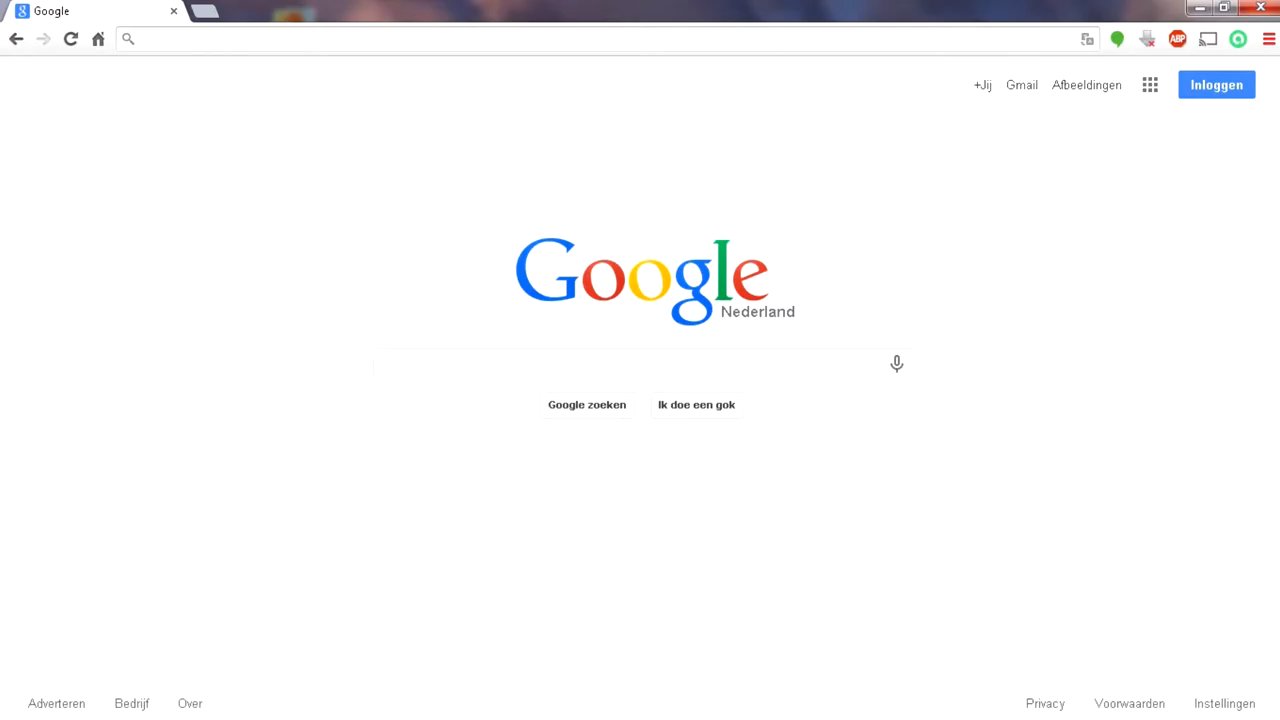 Google
ABP
+Jij Gmail Afbeeldingen Inloggen
Google
Nederland
Google zoeken Ik doe een gok
Adverteren Bedrijf Over Privacy Voorwaarden Instellingen